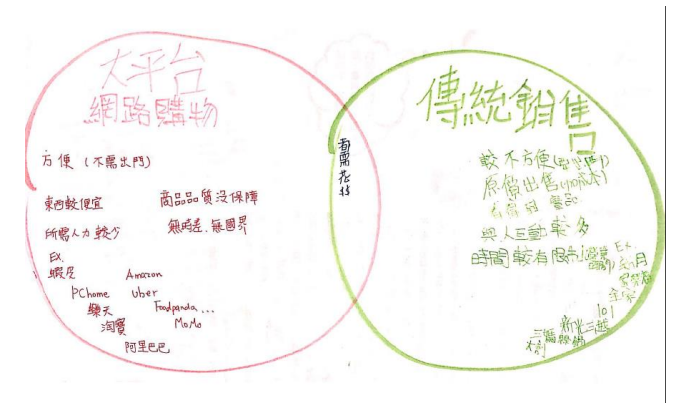 大平台
網路購物
方便(不需出門)
東西較便宜
商品品質沒保障
所需人力較少
無時差.無國界
EX.
蝦皮
Amazon
PChome
Uber
樂天
Foodpanda...
淘寶
MoMo
阿里巴巴
都需花錢
傳統銷售
較不方便
原價出售
與人互動較多
時間較有限制
Ex.
101
新光三越